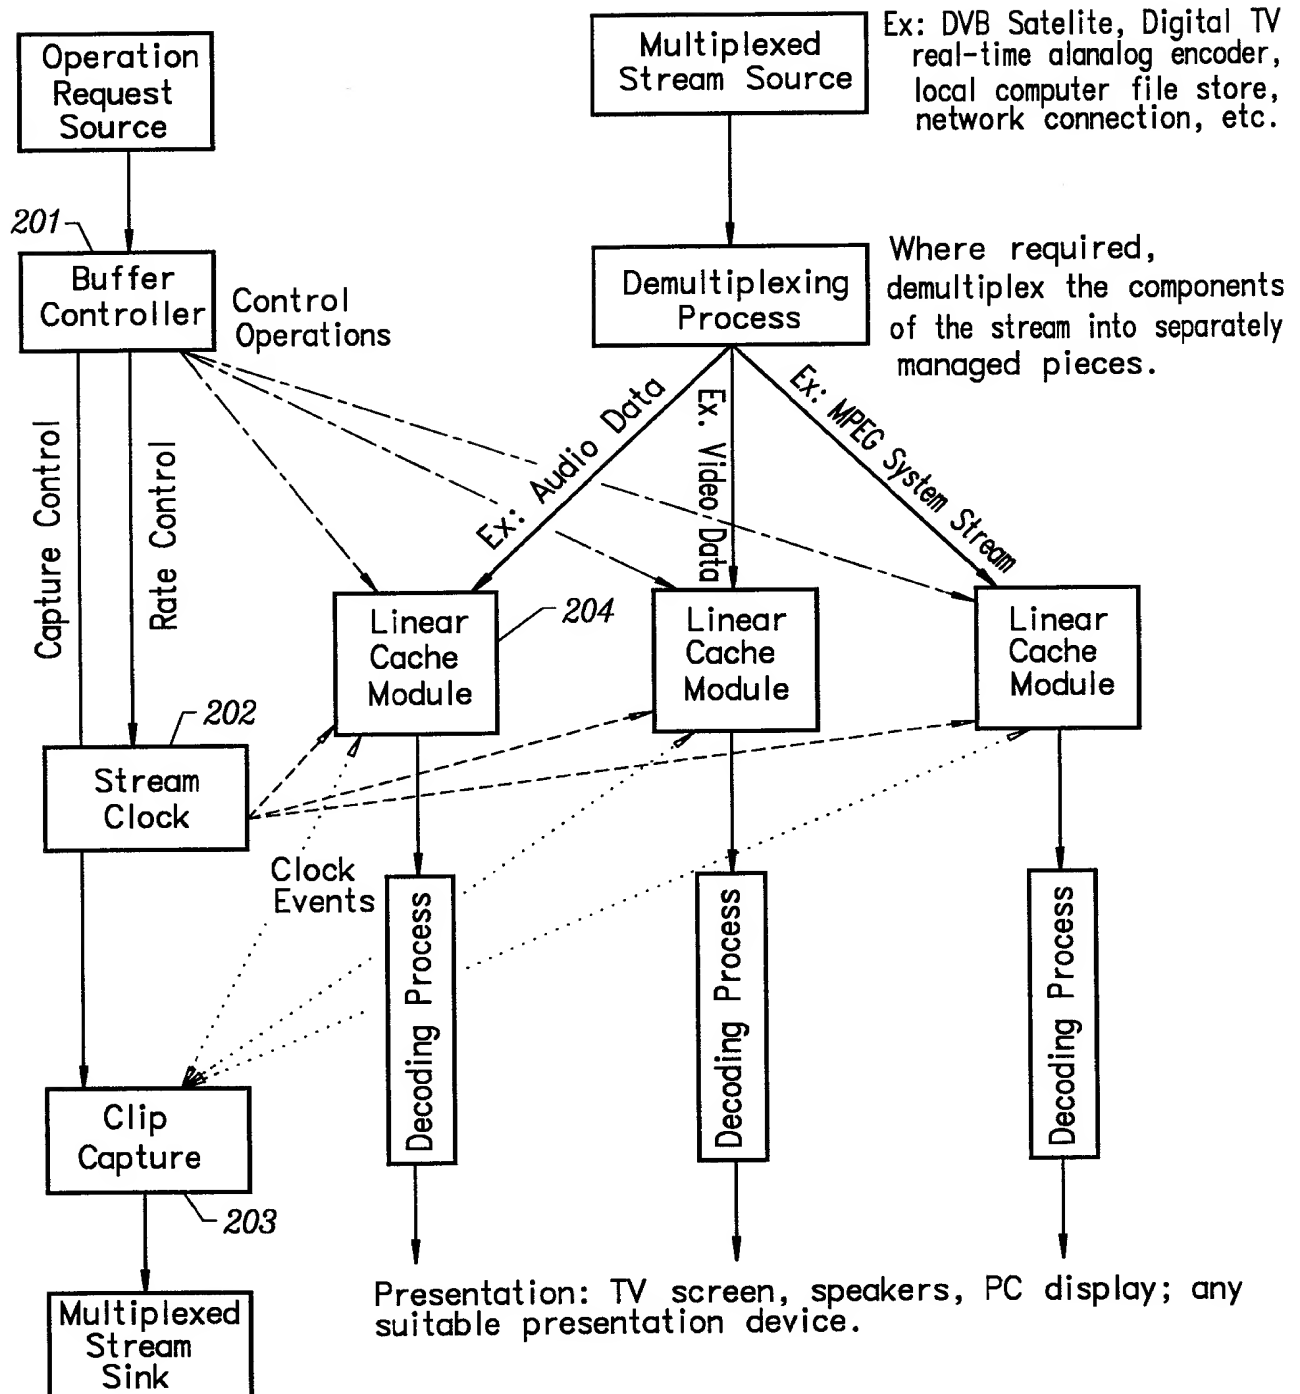 Operation
Request
Source
Multiplexed
Stream Source
Ex: DVB Satelite, Digital TV
real-time alanalog encoder,
local computer file store,
network connection, etc.
201
Buffer
Controller
Control
Operations
Demultiplexing
Process
Where required,
demultiplex the components
of the stream into separately
managed pieces.
Capture Control
Rate Control
Ex: Audio Data
Ex. Video Data
Ex: MPEG System Stream
Linear
Cache
Module
204
Linear
Cache
Module
Linear
Cache
Module
202
Stream
Clock
Clock
Events
Decoding Process
Decoding Process
Decoding Process
Clip
Capture
203
Multiplexed
Stream
Sink
Presentation: TV screen, speakers, PC display; any
suitable presentation device.